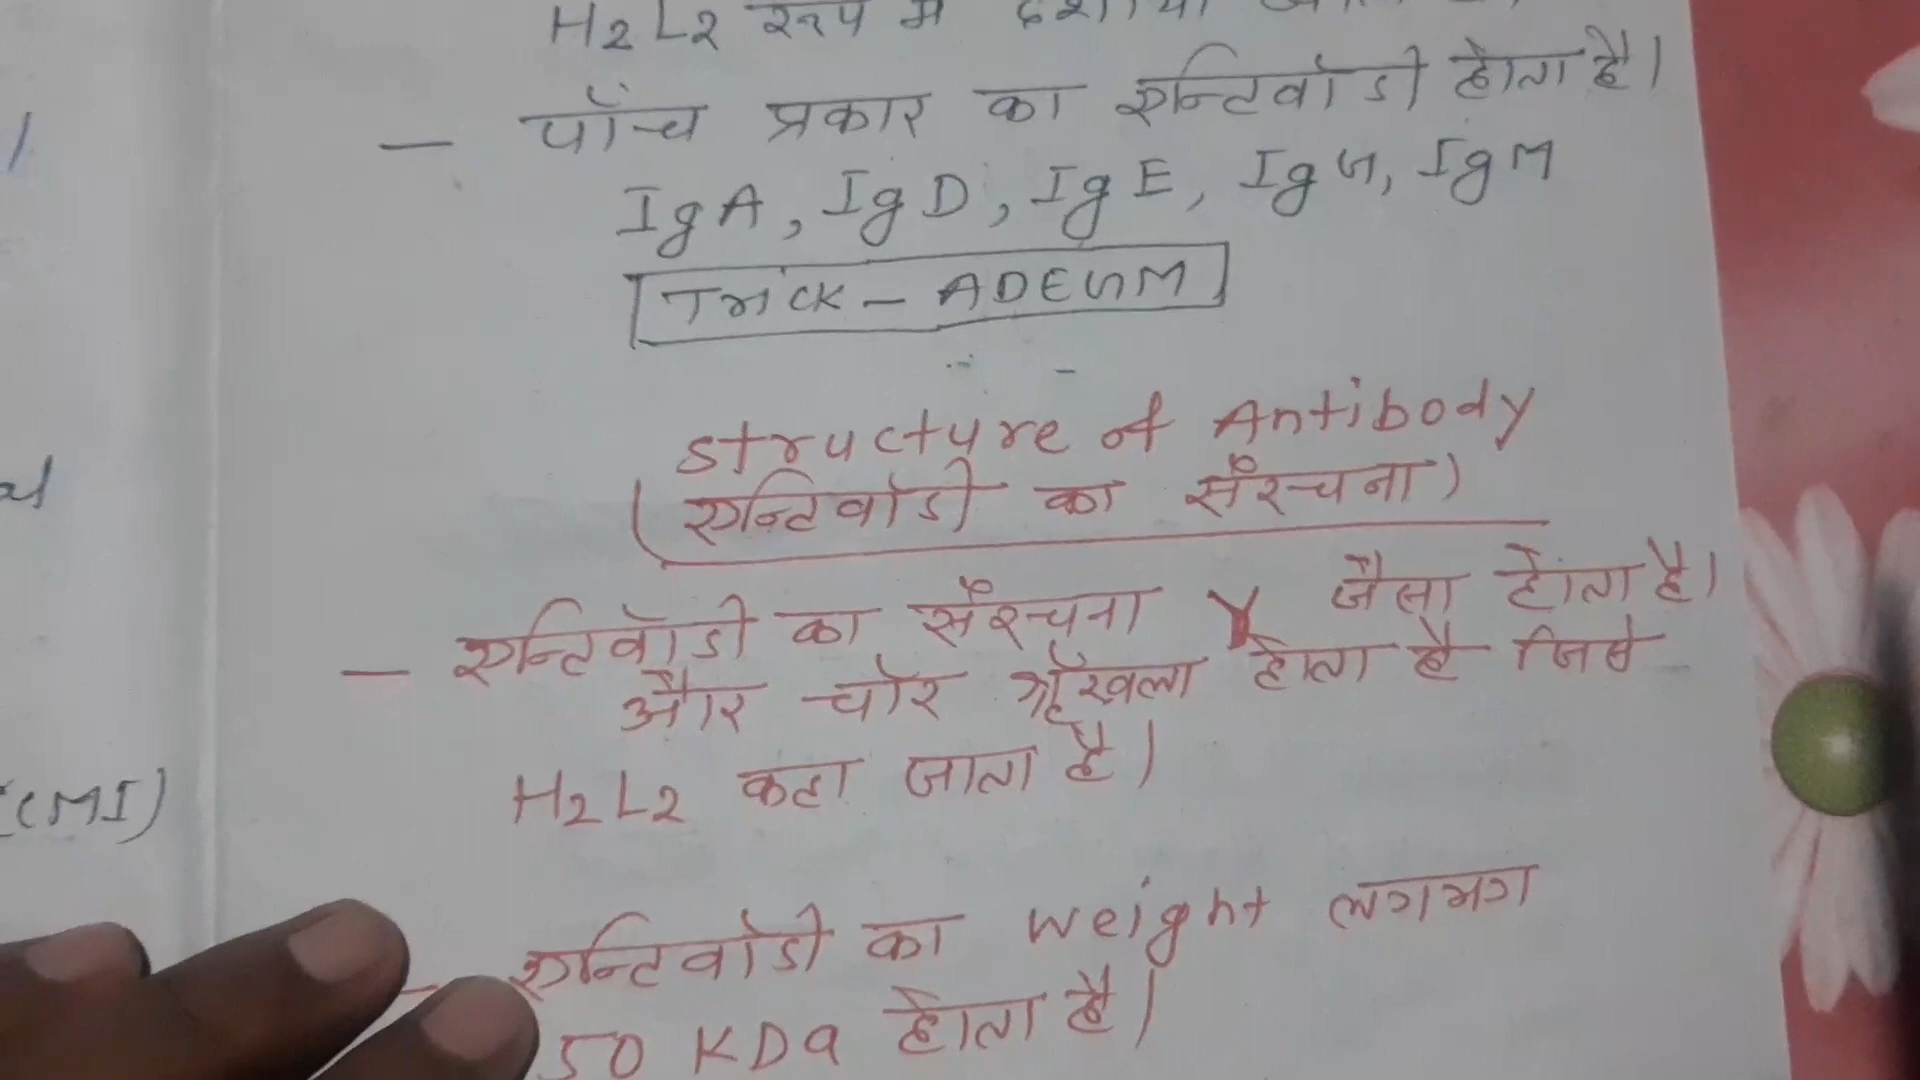 H2L2 रूप में दर्शाया
– पाँच प्रकार का एन्टिवॉडी होता है।
IgA, IgD, IgE, IgG, IgM
Trick – ADEGM
structure of Antibody
(एन्टिवॉडी का सँरचना)
– एन्टिवॉडी का सँरचना Y जैसा होता है।
और चॉर शृँखला होता है जिसे
H2L2 कहा जाता है।
– एन्टिवॉडी का weight लगभग
50 KDa होता है।
(CMI)